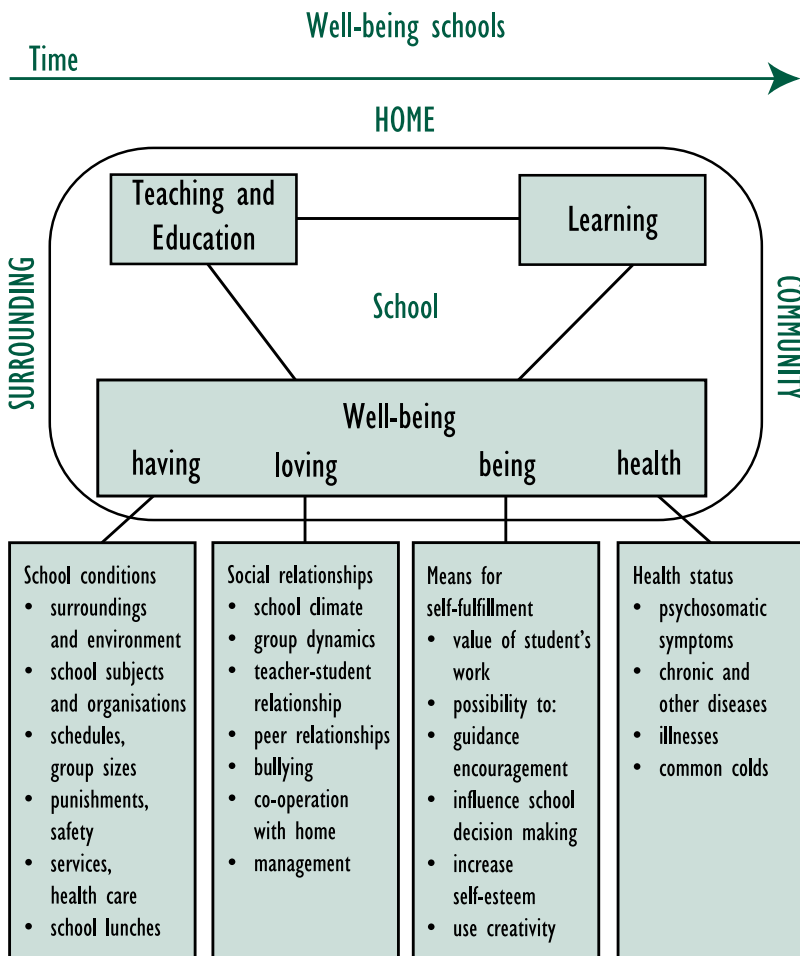 Well-being schools
Time
HOME
SURROUNDING
COMMUNITY
Teaching and
Education
Learning
School
Well-being
having loving being health
School conditions
• surroundings
and environment
• school subjects
and organisations
• schedules,
group sizes
• punishments,
safety
• services,
health care
• school lunches
Social relationships
• school climate
• group dynamics
• teacher-student
relationship
• peer relationships
• bullying
• co-operation
with home
• management
Means for
self-fulfillment
• value of student's
work
• possibility to:
• guidance
encouragement
• influence school
decision making
• increase
self-esteem
• use creativity
Health status
• psychosomatic
symptoms
• chronic and
other diseases
• illnesses
• common colds